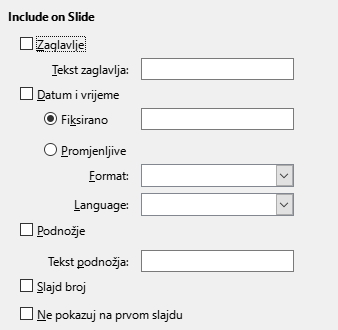 Include on Slide
Zaglavlje
Tekst zaglavlja:
Datum i vrijeme
Fiksirano
Promjenljive
Format:
Language:
Podnožje
Tekst podnožja:
Slajd broj
Ne pokazuj na prvom slajdu